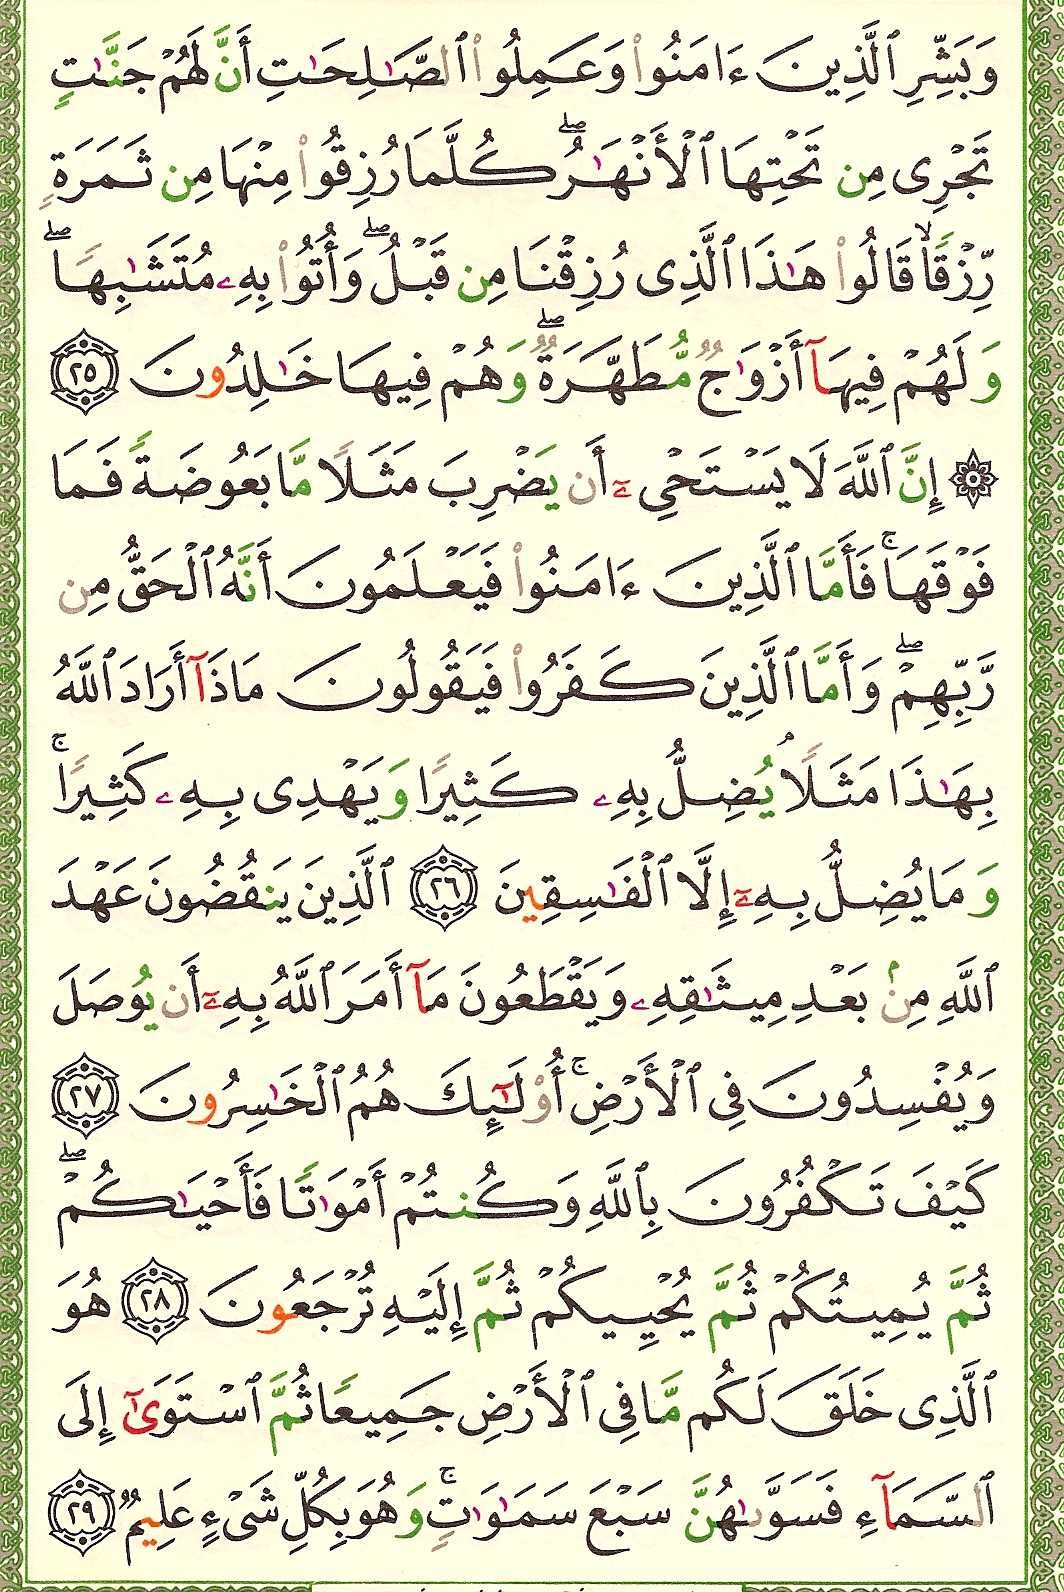 وَبَشِّرِ ٱلَّذِينَ ءَامَنُوا۟ وَعَمِلُوا۟ ٱلصَّـٰلِحَـٰتِ أَنَّ لَهُمْ جَنَّـٰتٍ
تَجْرِى مِن تَحْتِهَا ٱلْأَنْهَـٰرُ ۖ كُلَّمَا رُزِقُوا۟ مِنْهَا مِن ثَمَرَةٍ
رِّزْقًا ۙ قَالُوا۟ هَـٰذَا ٱلَّذِى رُزِقْنَا مِن قَبْلُ ۖ وَأُتُوا۟ بِهِۦ مُتَشَـٰبِهًا ۖ
وَلَهُمْ فِيهَآ أَزْوَٰجٌ مُّطَهَّرَةٌ ۖ وَهُمْ فِيهَا خَـٰلِدُونَ ٢٥
۞ إِنَّ ٱللَّهَ لَا يَسْتَحْىِۦٓ أَن يَضْرِبَ مَثَلًا مَّا بَعُوضَةً فَمَا
فَوْقَهَا ۚ فَأَمَّا ٱلَّذِينَ ءَامَنُوا۟ فَيَعْلَمُونَ أَنَّهُ ٱلْحَقُّ مِن
رَّبِّهِمْ ۖ وَأَمَّا ٱلَّذِينَ كَفَرُوا۟ فَيَقُولُونَ مَاذَآ أَرَادَ ٱللَّهُ
بِهَـٰذَا مَثَلًا ۘ يُضِلُّ بِهِۦ كَثِيرًا وَيَهْدِى بِهِۦ كَثِيرًا ۚ
وَمَا يُضِلُّ بِهِۦٓ إِلَّا ٱلْفَـٰسِقِينَ ٢٦ ٱلَّذِينَ يَنقُضُونَ عَهْدَ
ٱللَّهِ مِنۢ بَعْدِ مِيثَـٰقِهِۦ وَيَقْطَعُونَ مَآ أَمَرَ ٱللَّهُ بِهِۦٓ أَن يُوصَلَ
وَيُفْسِدُونَ فِى ٱلْأَرْضِ ۚ أُو۟لَـٰٓئِكَ هُمُ ٱلْخَـٰسِرُونَ ٢٧
كَيْفَ تَكْفُرُونَ بِٱللَّهِ وَكُنتُمْ أَمْوَٰتًا فَأَحْيَـٰكُمْ ۖ
ثُمَّ يُمِيتُكُمْ ثُمَّ يُحْيِيكُمْ ثُمَّ إِلَيْهِ تُرْجَعُونَ ٢٨ هُوَ
ٱلَّذِى خَلَقَ لَكُم مَّا فِى ٱلْأَرْضِ جَمِيعًا ثُمَّ ٱسْتَوَىٰٓ إِلَى
ٱلسَّمَآءِ فَسَوَّىٰهُنَّ سَبْعَ سَمَـٰوَٰتٍ ۚ وَهُوَ بِكُلِّ شَىْءٍ عَلِيمٌ ٢٩